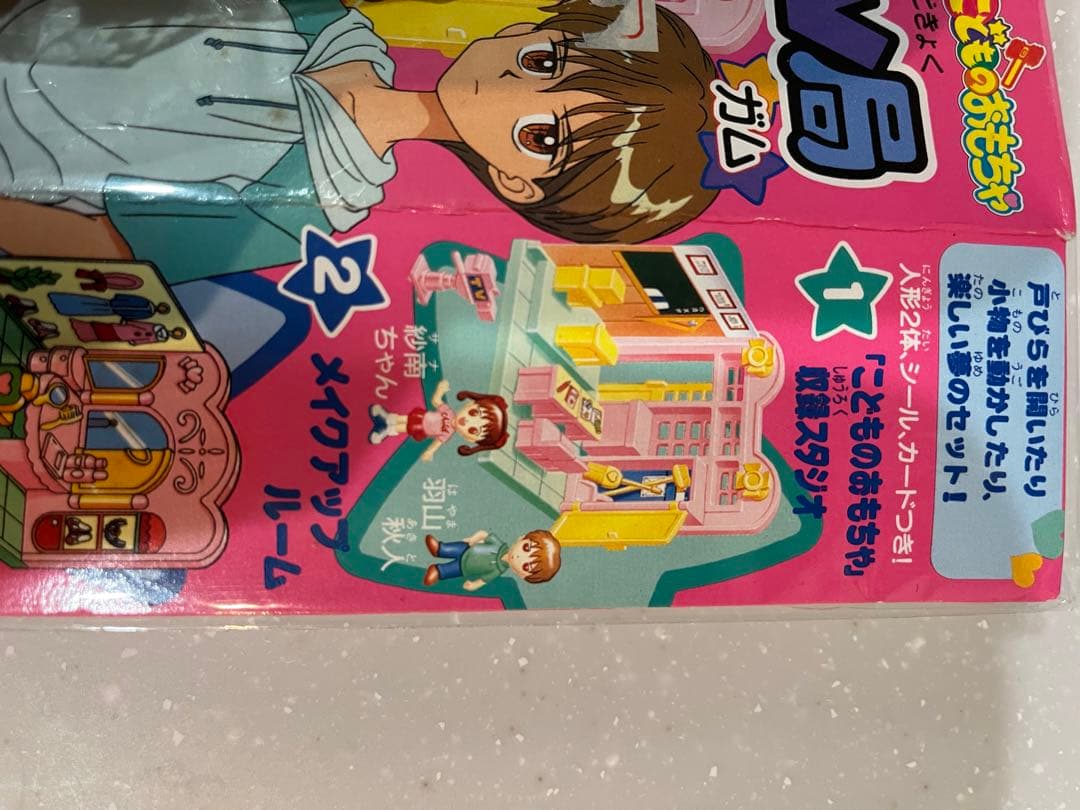 こどものおもちゃ
きょく
V局
ガム
戸びらを開いたり
小物を動かしたり、
楽しい夢のセット!
人形2体、シール、カードつき!
1
「こどものおもちゃ」
収録スタジオ
TV
紗南
ちゃん
羽山
秋人
2
メイクアップ
ルーム